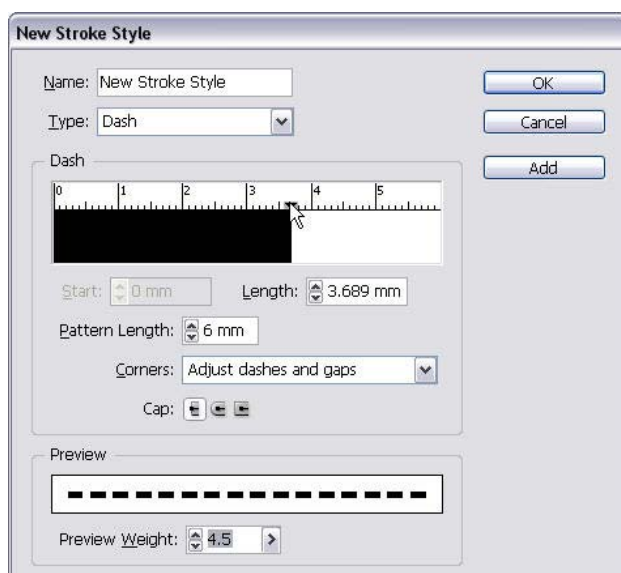 New Stroke Style
Name: New Stroke Style
OK
Type: Dash
Cancel
Dash
Add
0 1 2 3 4 5
Start: 0 mm Length: 3.689 mm
Pattern Length: 6 mm
Corners: Adjust dashes and gaps
Cap:
Preview
Preview Weight: 4.5